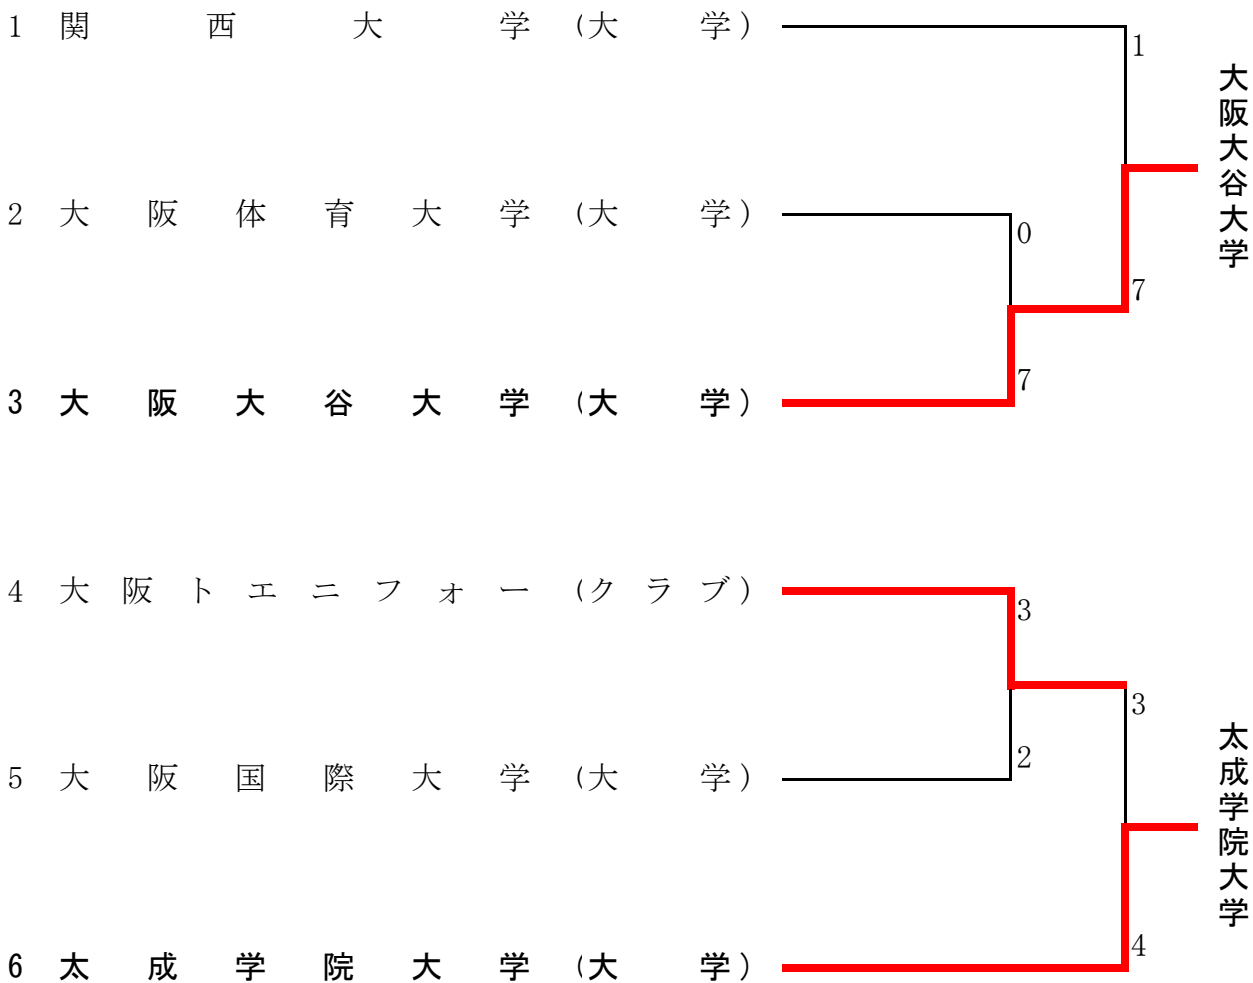 1 関西大学 (大学)
1
大阪大谷大学
2 大阪体育大学 (大学)
0
7
3 大阪大谷大学 (大学)
7
4 大阪トエニフォー (クラブ)
3
3
太成学院大学
5 大阪国際大学 (大学)
2
4
6 太成学院大学 (大学)